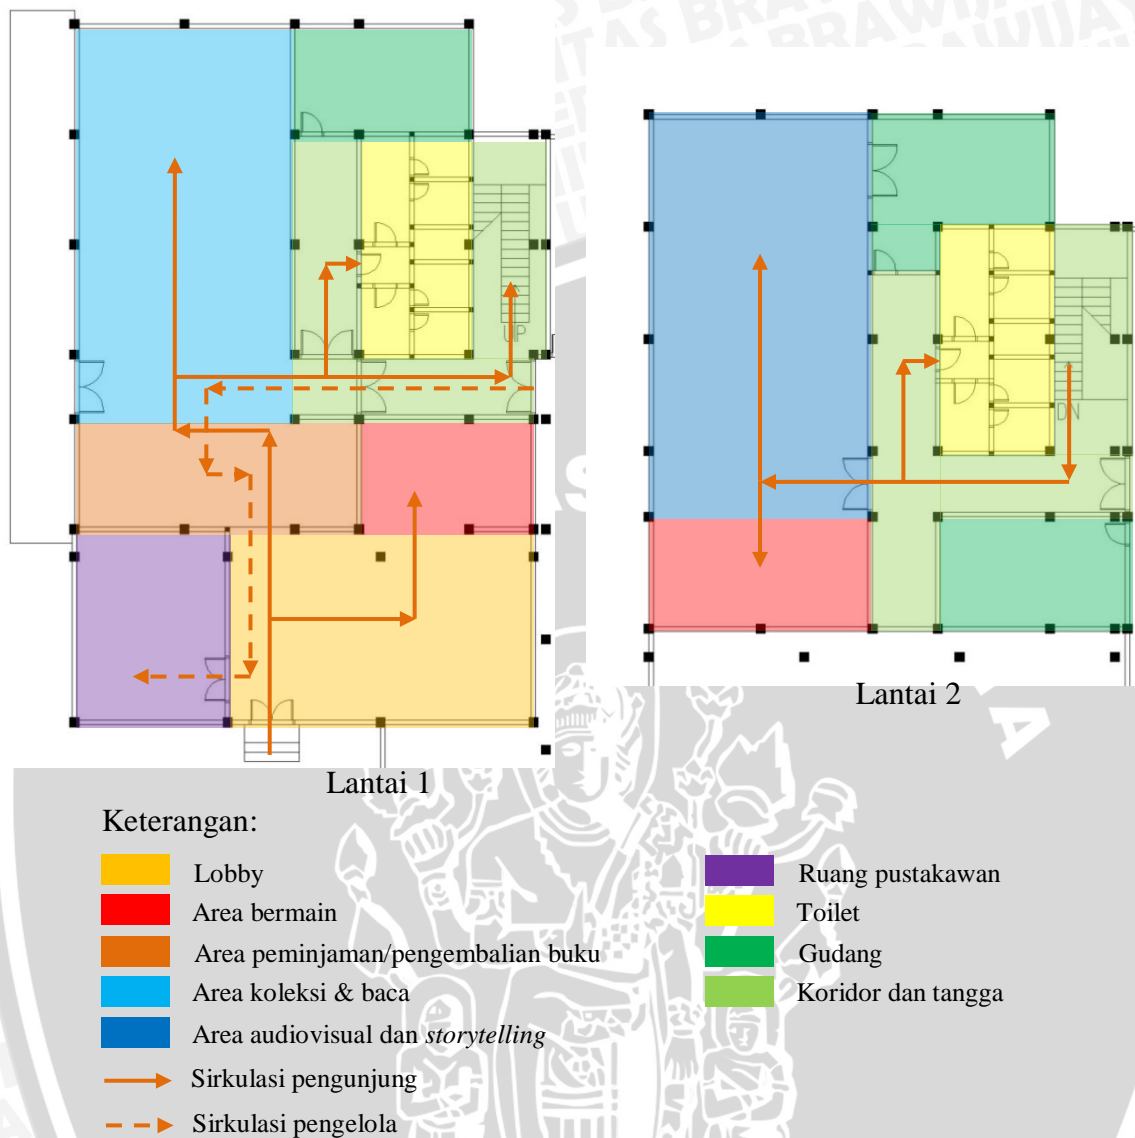 UP
DN
Lantai 2
Lantai 1
Keterangan:
Lobby
Area bermain
Area peminjaman/pengembalian buku
Area koleksi & baca
Area audiovisual dan storytelling
Sirkulasi pengunjung
Sirkulasi pengelola
Ruang pustakawan
Toilet
Gudang
Koridor dan tangga